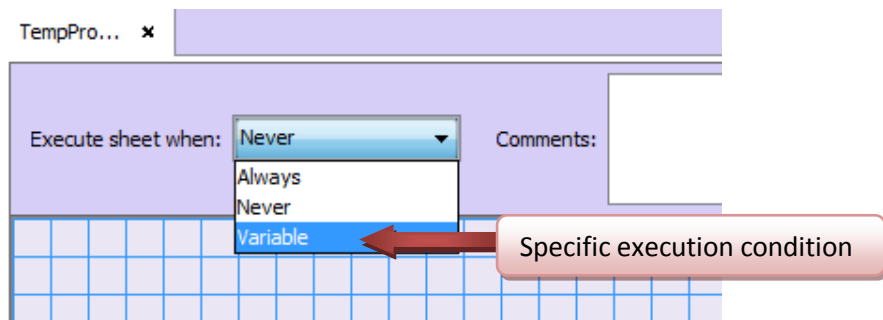 TempPro... ×
Execute sheet when: Never Comments:
Always
Never
Variable
Specific execution condition